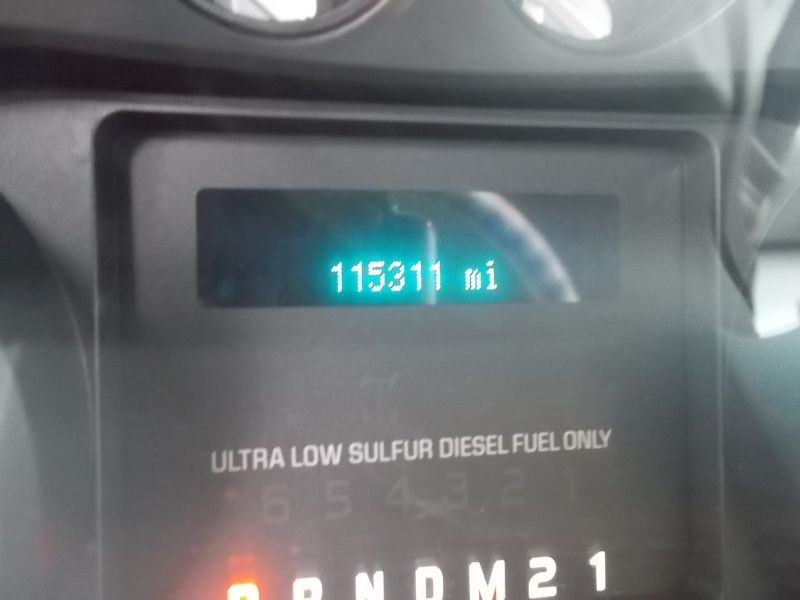 115311 mi
ULTRA LOW SULFUR DIESEL FUEL ONLY
6 5 4 3 2 1
P R N D M 2 1